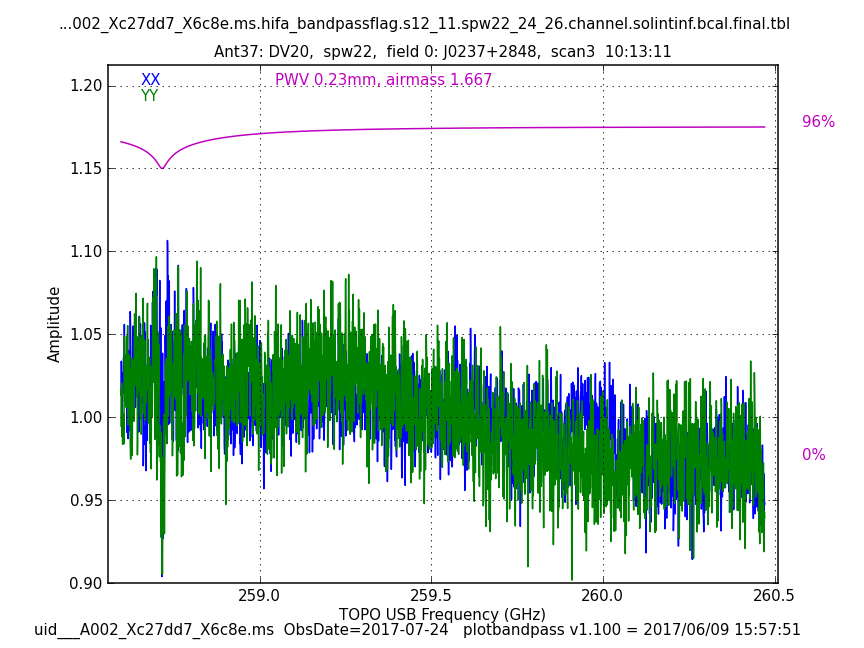 ...002_Xc27dd7_X6c8e.ms.hifa_bandpassflag.s12_11.spw22_24_26.channel.solintinf.bcal.final.tbl
Ant37: DV20,  spw22,  field 0: J0237+2848,  scan3  10:13:11
XX
YY
PWV 0.23mm, airmass 1.667
96%
0%
1.20
1.15
1.10
1.05
1.00
0.95
0.90
Amplitude
259.0 259.5 260.0 260.5
TOPO USB Frequency (GHz)
uid___A002_Xc27dd7_X6c8e.ms  ObsDate=2017-07-24   plotbandpass v1.100 = 2017/06/09 15:57:51